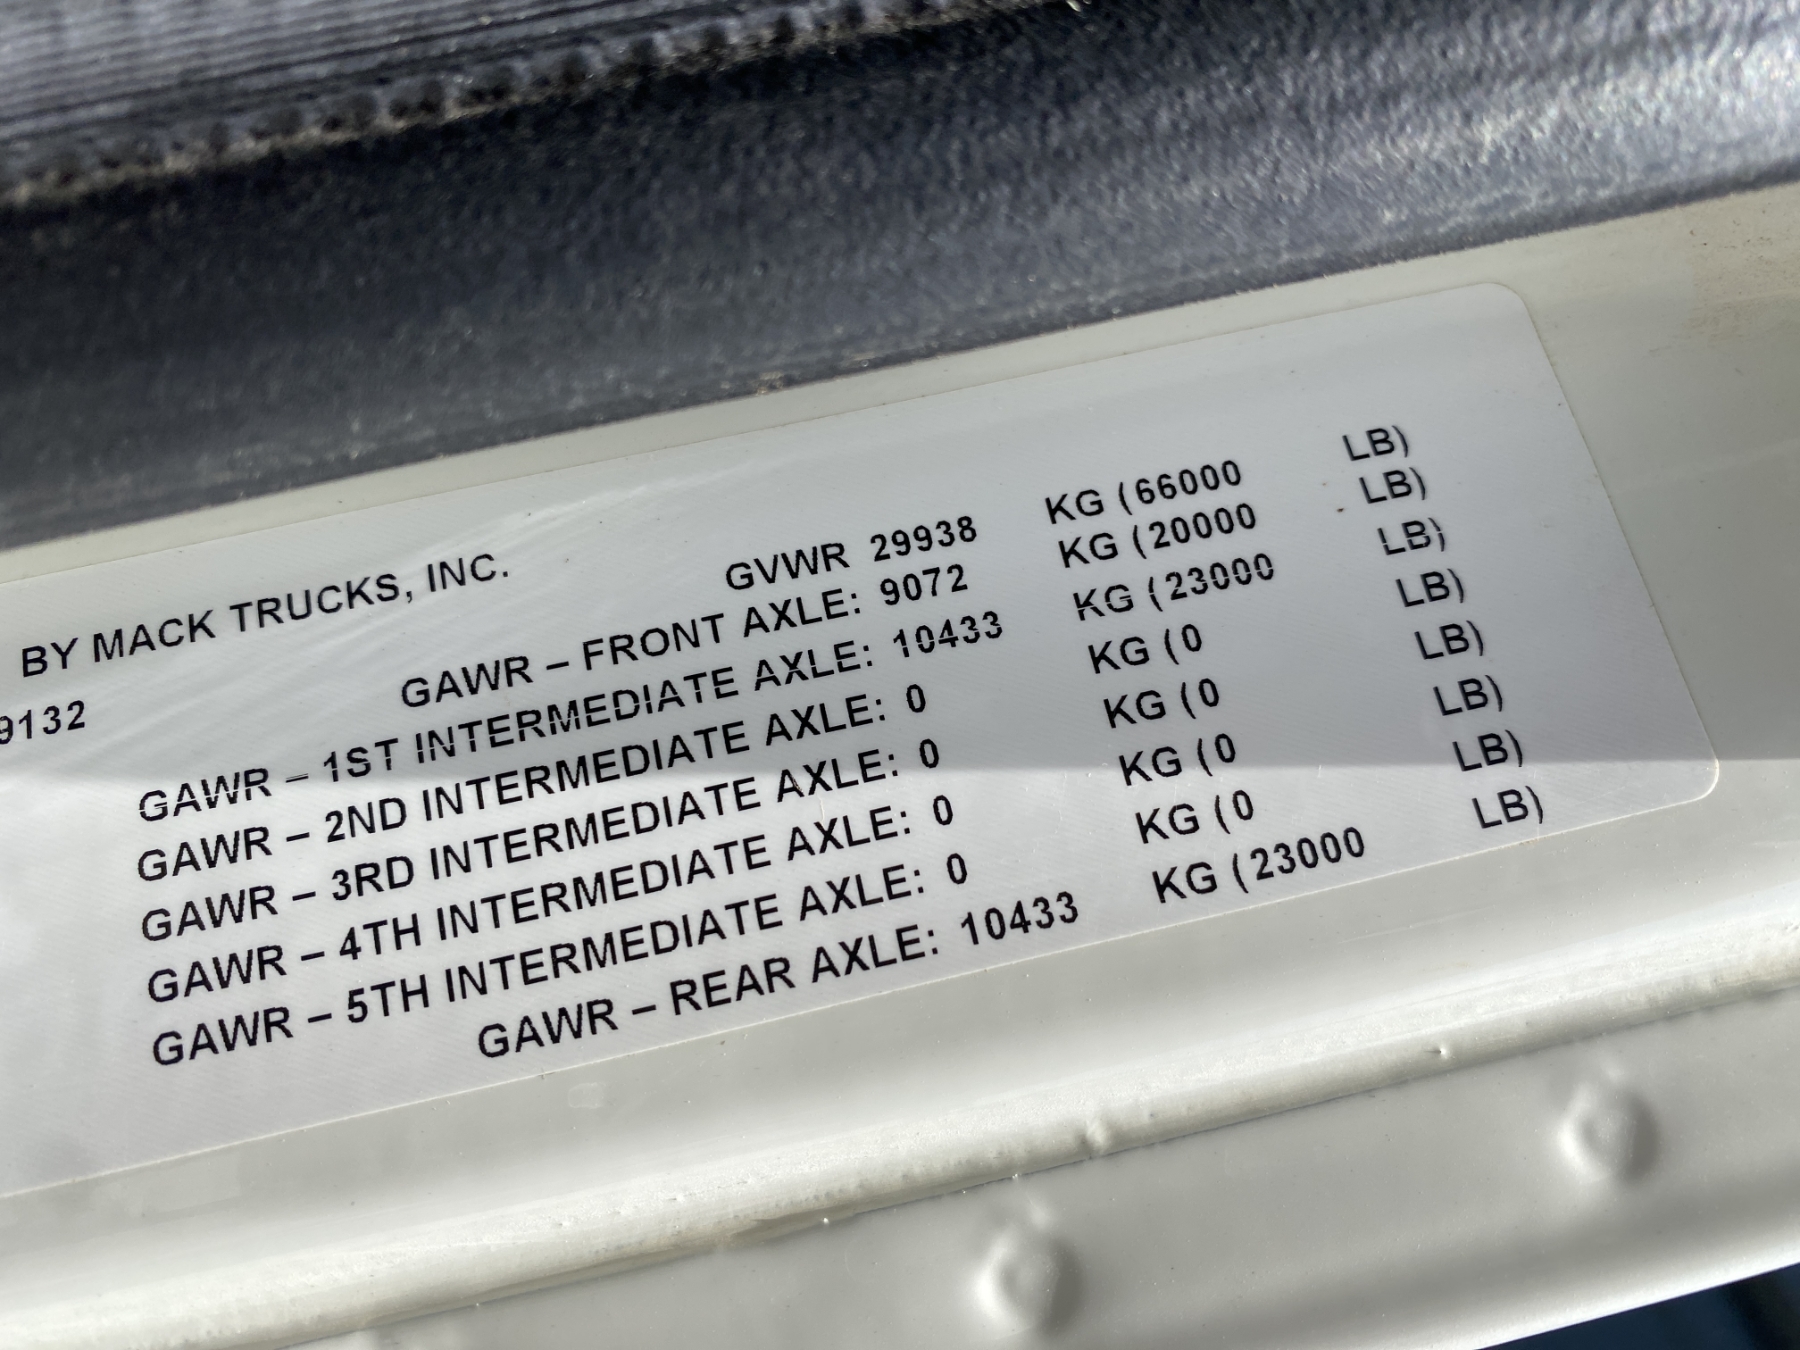 BY MACK TRUCKS, INC.
9132
GVWR 29938 KG (66000 LB)
GAWR – FRONT AXLE: 9072 KG (20000 LB)
GAWR – 1ST INTERMEDIATE AXLE: 10433 KG (23000 LB)
GAWR – 2ND INTERMEDIATE AXLE: 0 KG (0 LB)
GAWR – 3RD INTERMEDIATE AXLE: 0 KG (0 LB)
GAWR – 4TH INTERMEDIATE AXLE: 0 KG (0 LB)
GAWR – 5TH INTERMEDIATE AXLE: 0 KG (0 LB)
GAWR – REAR AXLE: 10433 KG (23000 LB)